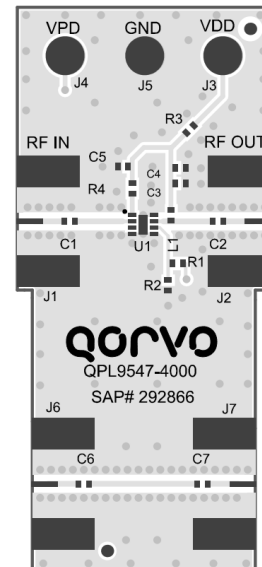 VPD GND VDD
J4 J5 J3
R3
RF IN RF OUT
C5 C4
R4 C3
C1 U1 L1 C2
R1
R2
J1 J2
QORVO
QPL9547-4000
SAP# 292866
J6 J7
C6 C7